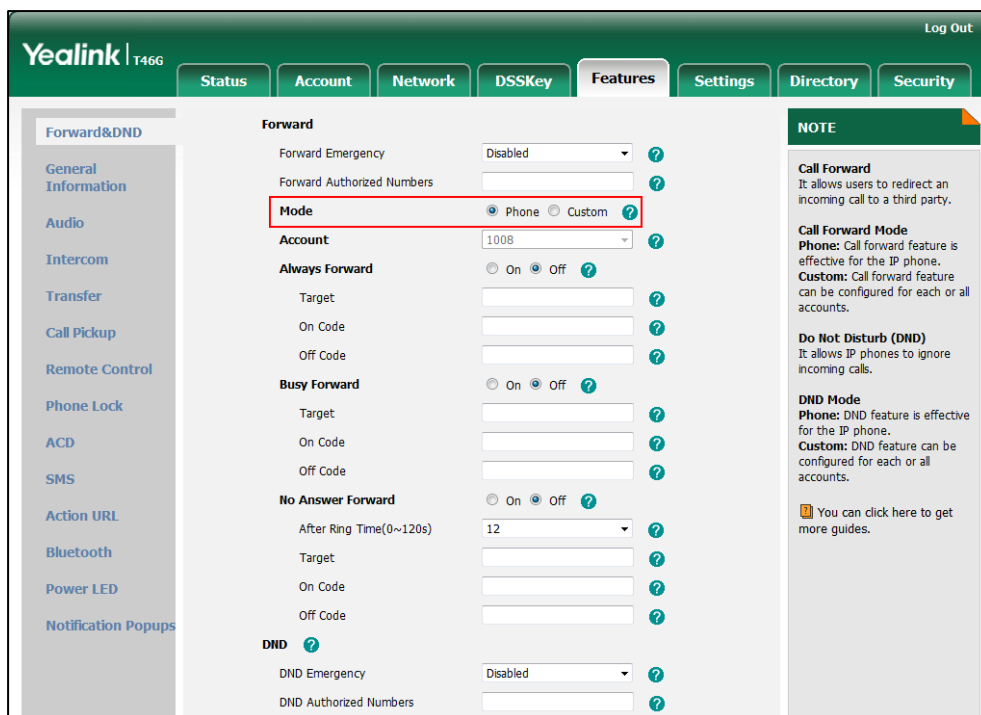 Log Out
Yealink T46G
Status
Account
Network
DSSKey
Features
Settings
Directory
Security
Forward&DND
General
Information
Audio
Intercom
Transfer
Call Pickup
Remote Control
Phone Lock
ACD
SMS
Action URL
Bluetooth
Power LED
Notification Popups
Forward
Forward Emergency Disabled ?
Forward Authorized Numbers ?
Mode Phone Custom ?
Account 1008 ?
Always Forward On Off ?
Target ?
On Code ?
Off Code ?
Busy Forward On Off ?
Target ?
On Code ?
Off Code ?
No Answer Forward On Off ?
After Ring Time(0~120s) 12 ?
Target ?
On Code ?
Off Code ?
DND ?
DND Emergency Disabled ?
DND Authorized Numbers ?
NOTE
Call Forward
It allows users to redirect an
incoming call to a third party.
Call Forward Mode
Phone: Call forward feature is
effective for the IP phone.
Custom: Call forward feature
can be configured for each or all
accounts.
Do Not Disturb (DND)
It allows IP phones to ignore
incoming calls.
DND Mode
Phone: DND feature is effective
for the IP phone.
Custom: DND feature can be
configured for each or all
accounts.
? You can click here to get
more guides.